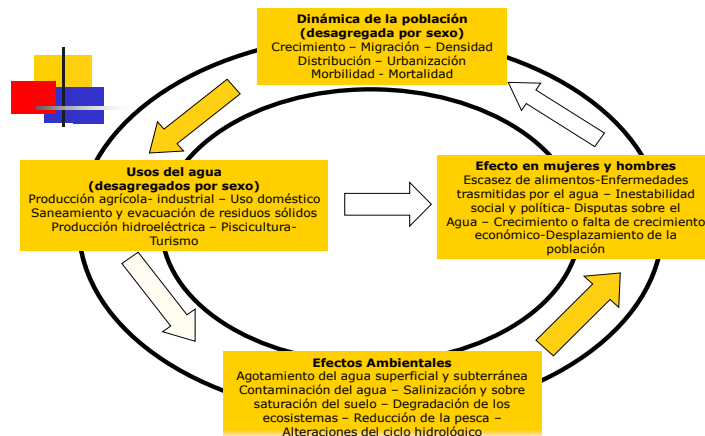 Dinámica de la población
(desagregada por sexo)
Crecimiento – Migración – Densidad
Distribución – Urbanización
Morbilidad - Mortalidad
Usos del agua
(desagregados por sexo)
Producción agrícola- industrial – Uso doméstico
Saneamiento y evacuación de residuos sólidos
Producción hidroeléctrica – Piscicultura-
Turismo
Efecto en mujeres y hombres
Escasez de alimentos-Enfermedades
trasmitidas por el agua – Inestabilidad
social y política- Disputas sobre el
Agua – Crecimiento o falta de crecimiento
económico-Desplazamiento de la
población
Efectos Ambientales
Agotamiento del agua superficial y subterránea
Contaminación del agua – Salinización y sobre
saturación del suelo – Degradación de los
ecosistemas – Reducción de la pesca –
Alteraciones del ciclo hidrológico